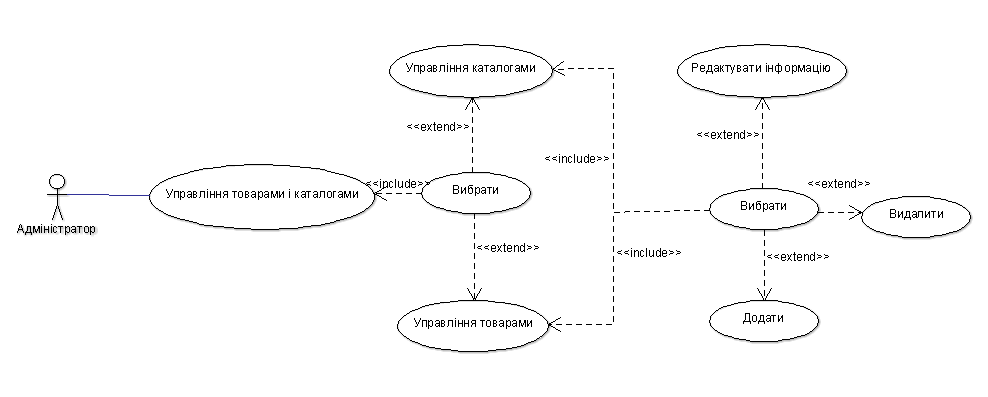 Управління каталогами
Редактувати інформацію
<<extend>>
<<extend>>
<<include>>
<<include>>
Управління товарами і каталогами
Вибрати
<<extend>>
Вибрати
Видалити
Адміністратор
<<extend>>
<<include>>
<<extend>>
Управління товарами
Додати